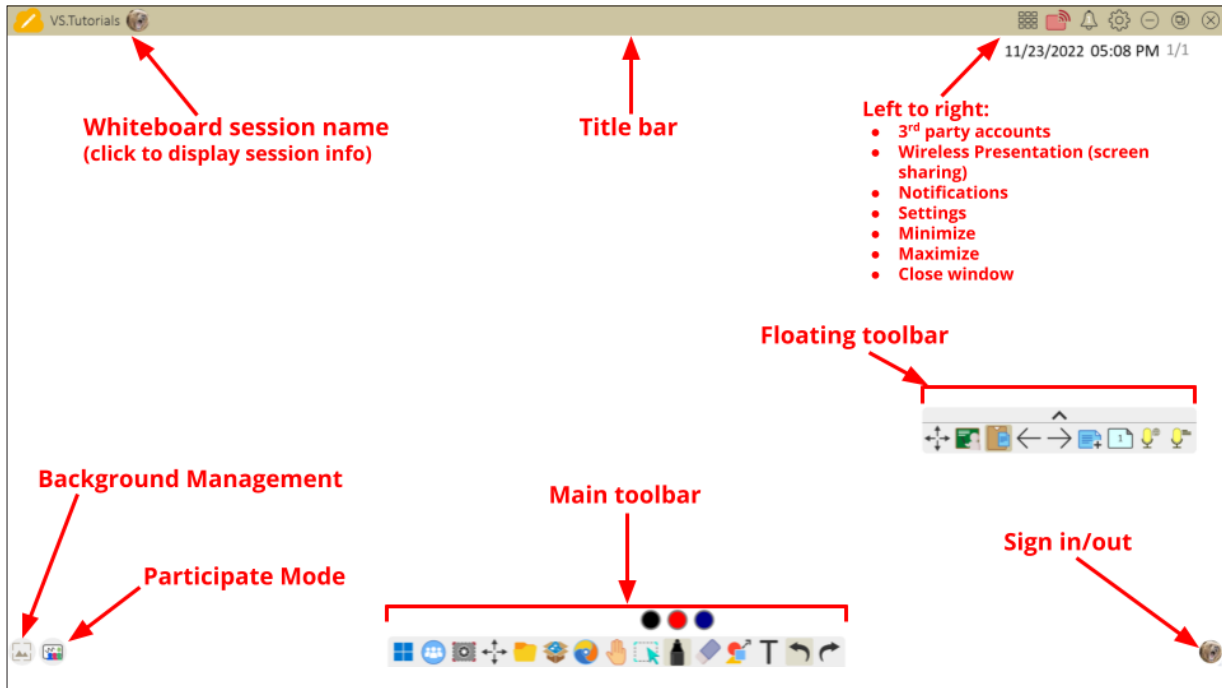 VS.Tutorials
11/23/2022 05:08 PM 1/1
Whiteboard session name
(click to display session info)
Title bar
Left to right:
● 3rd party accounts
● Wireless Presentation (screen
sharing)
● Notifications
● Settings
● Minimize
● Maximize
● Close window
Floating toolbar
1
Background Management
Main toolbar
Sign in/out
Participate Mode
T